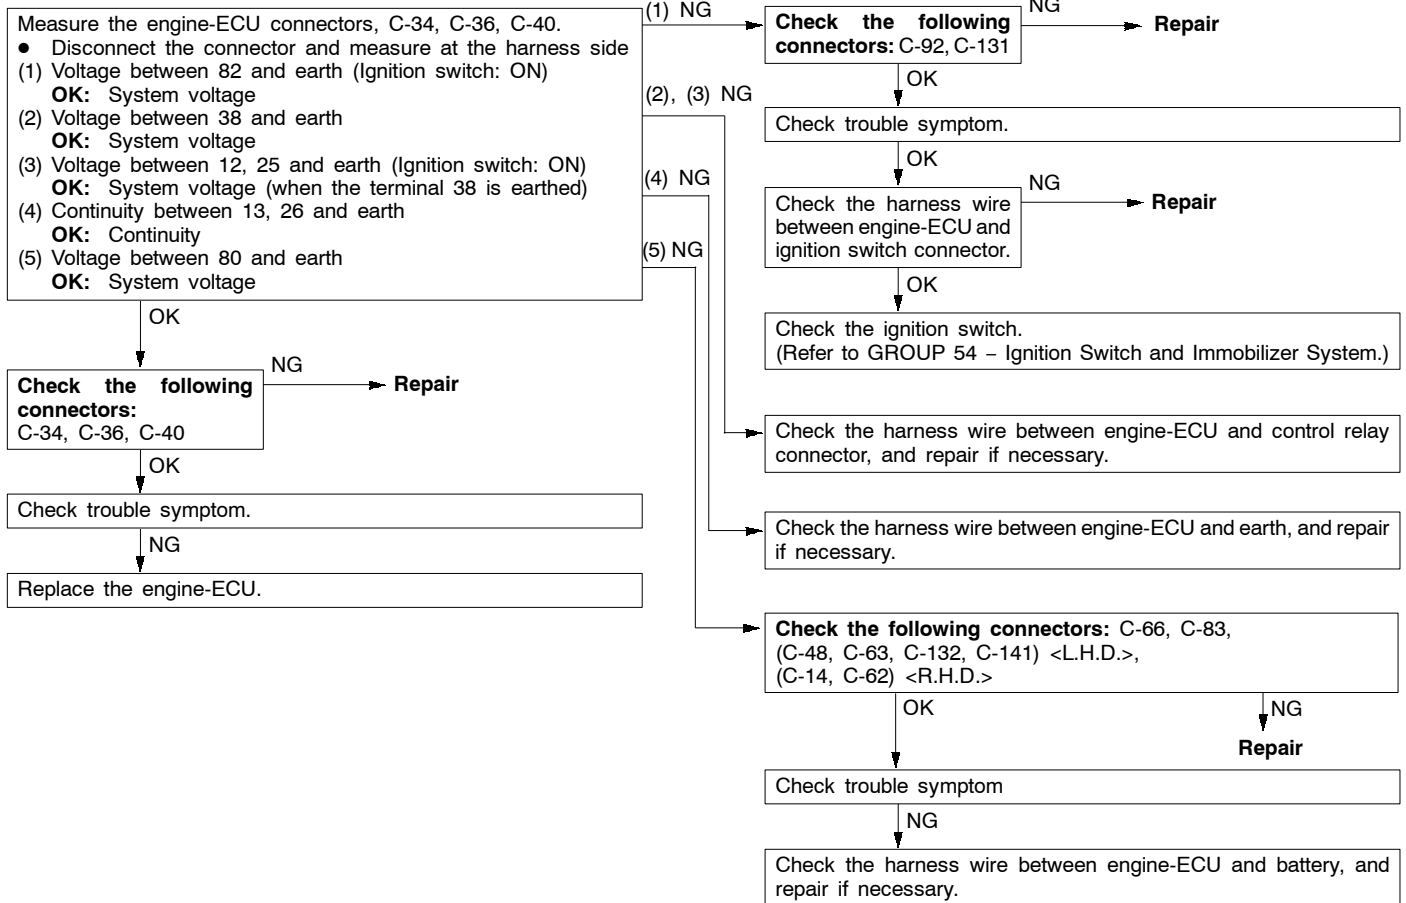 Measure the engine-ECU connectors, C-34, C-36, C-40.
● Disconnect the connector and measure at the harness side
(1) Voltage between 82 and earth (Ignition switch: ON)
OK: System voltage
(2) Voltage between 38 and earth
OK: System voltage
(3) Voltage between 12, 25 and earth (Ignition switch: ON)
OK: System voltage (when the terminal 38 is earthed)
(4) Continuity between 13, 26 and earth
OK: Continuity
(5) Voltage between 80 and earth
OK: System voltage
OK
Check the following
connectors:
C-34, C-36, C-40
NG
Repair
OK
Check trouble symptom.
NG
Replace the engine-ECU.
(1) NG
Check the following
connectors: C-92, C-131
NG
Repair
OK
Check trouble symptom.
OK
Check the harness wire
between engine-ECU and
ignition switch connector.
NG
Repair
OK
Check the ignition switch.
(Refer to GROUP 54 – Ignition Switch and Immobilizer System.)
(2), (3) NG
Check the harness wire between engine-ECU and control relay
connector, and repair if necessary.
(4) NG
Check the harness wire between engine-ECU and earth, and repair
if necessary.
(5) NG
Check the following connectors: C-66, C-83,
(C-48, C-63, C-132, C-141) <L.H.D.>,
(C-14, C-62) <R.H.D.>
OK
NG
Repair
Check trouble symptom
NG
Check the harness wire between engine-ECU and battery, and
repair if necessary.